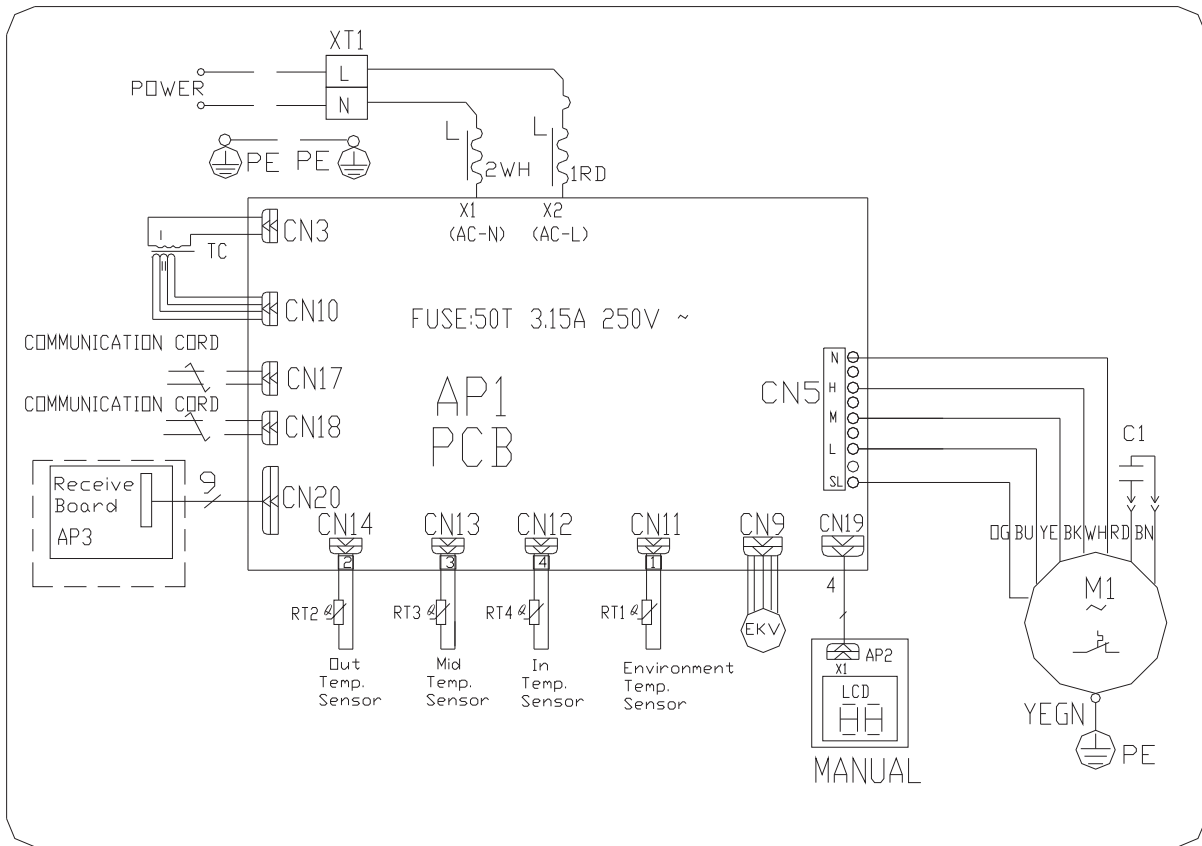 XT1
L
POWER
N
PE PE
L
L
2WH
1RD
X1
(AC-N)
X2
(AC-L)
CN3
I
TC
II
CN10
FUSE:50T 3.15A 250V ~
COMMUNICATION CORD
CN17
COMMUNICATION CORD
CN18
AP1
PCB
CN5
N
H
M
L
SL
C1
Receive
Board
AP3
9
CN20
CN14
CN13
CN12
CN11
CN9
CN19
OG BU YE BK WH RD BN
2
3
4
1
4
M1
~
RT2
RT3
RT4
RT1
EKV
Out
Temp.
Sensor
Mid
Temp.
Sensor
In
Temp.
Sensor
Environment
Temp.
Sensor
AP2
X1
LCD
88
MANUAL
YEGN
PE